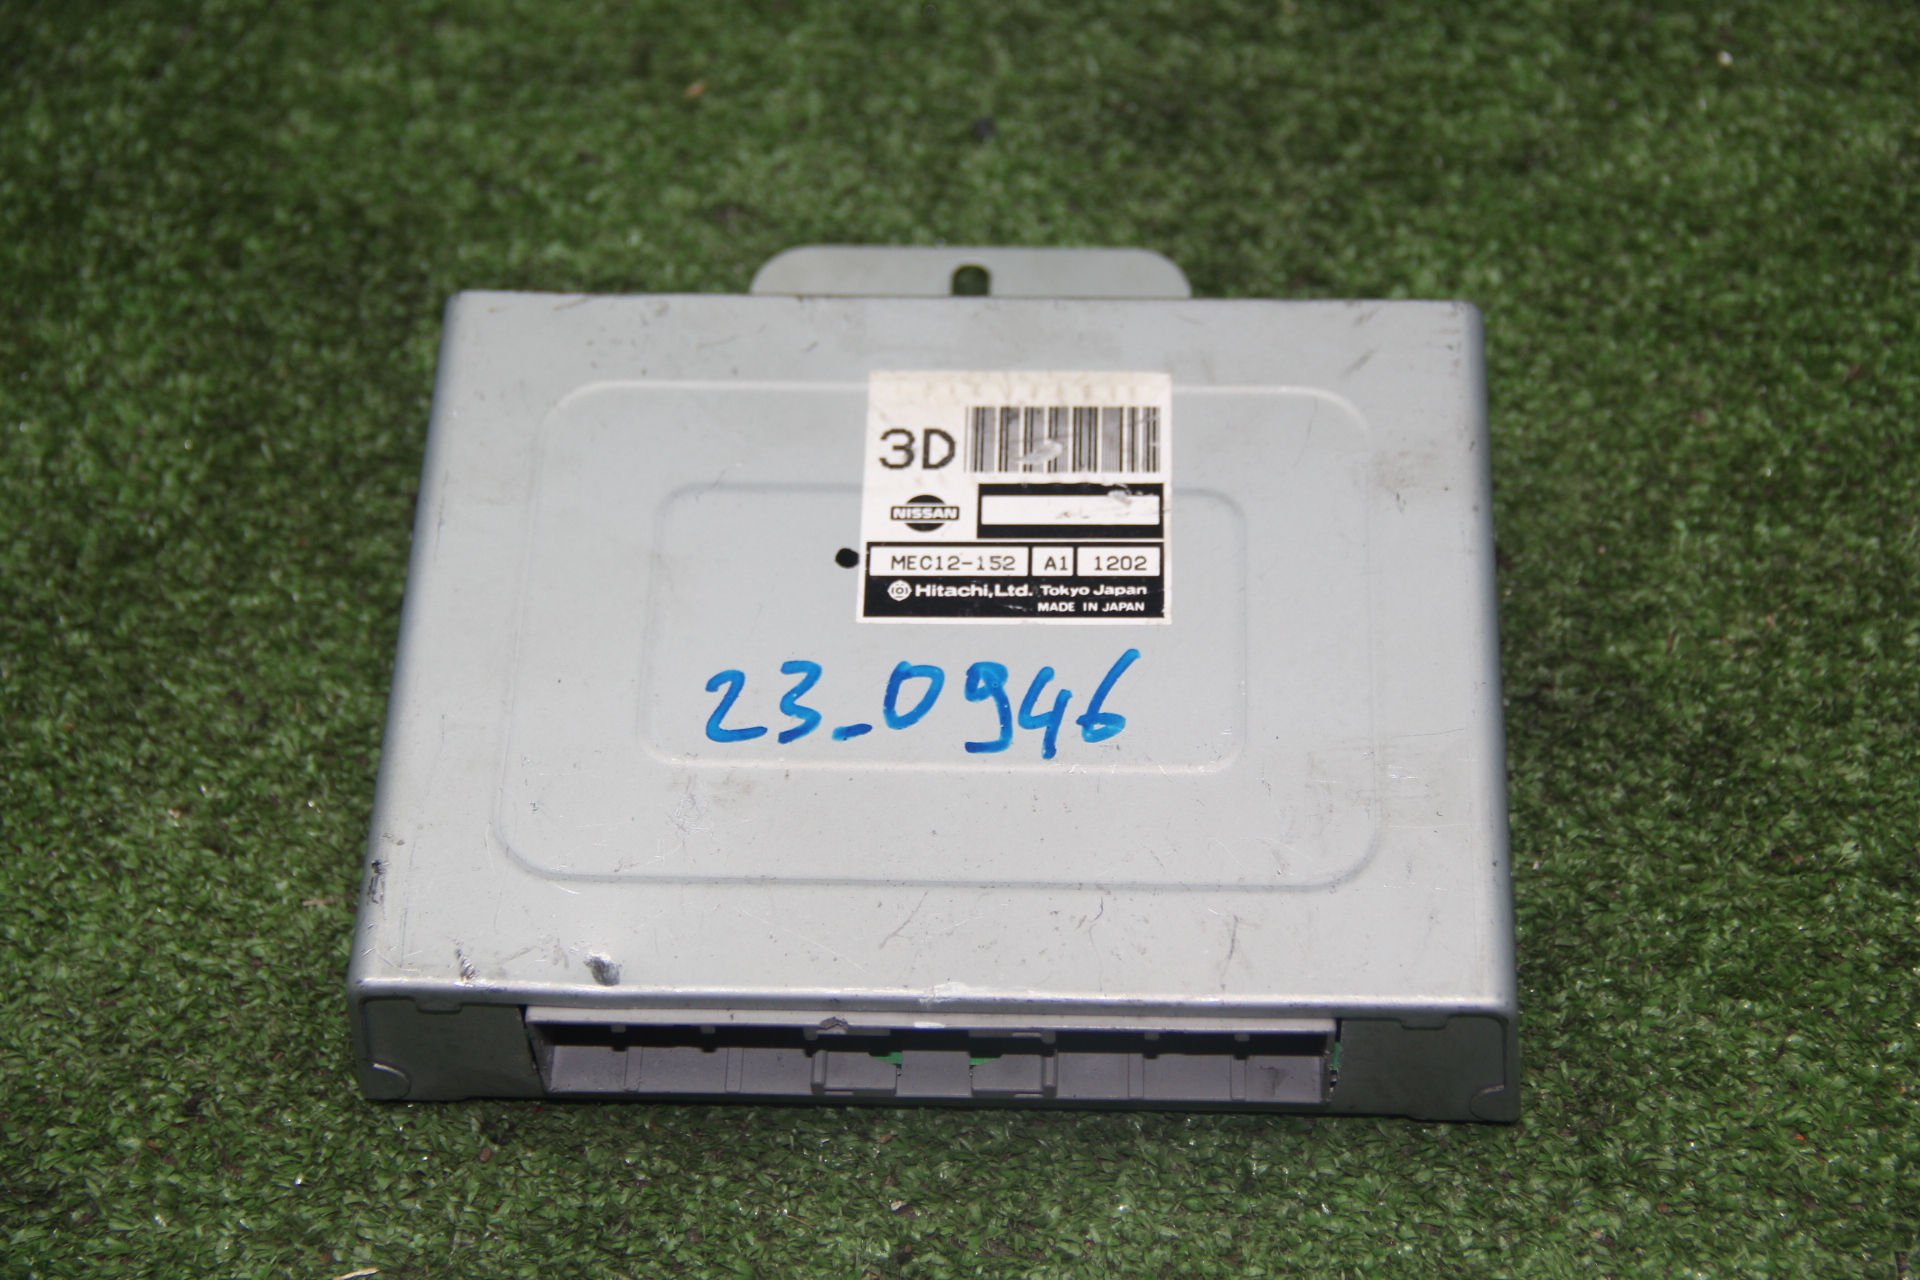 3D
NISSAN
MEC12-152 A1 1202
Hitachi,Ltd. Tokyo Japan
MADE IN JAPAN
23_0946